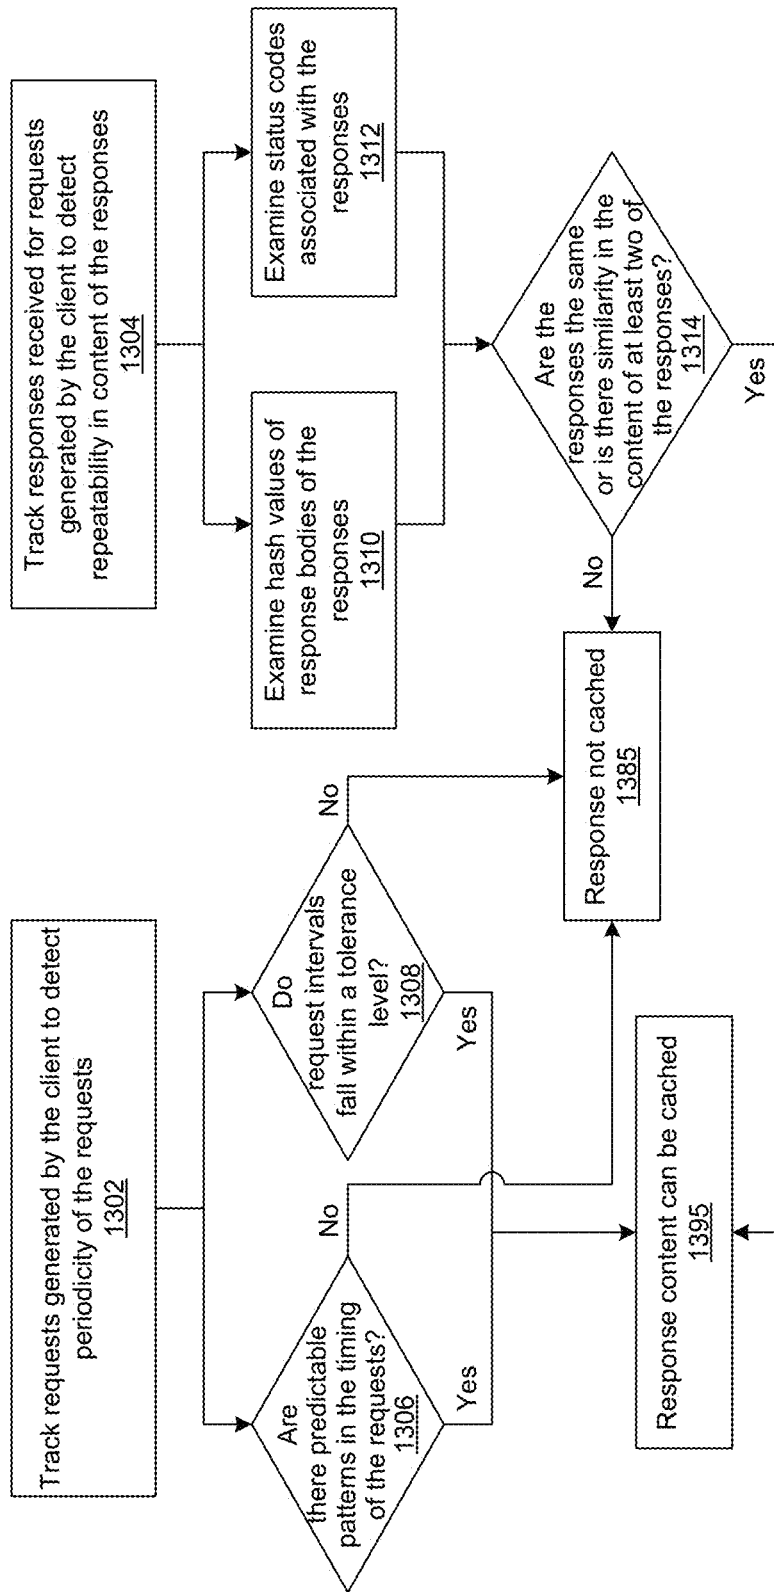 Track requests generated by the client to detect
periodicity of the requests
1302
Are
there predictable
patterns in the timing
of the requests?
1306
No
Yes
Do
request intervals
fall within a tolerance
level?
1308
No
Yes
Track responses received for requests
generated by the client to detect
repeatability in content of the responses
1304
Examine hash values of
response bodies of the
responses
1310
Examine status codes
associated with the
responses
1312
Are the
responses the same
or is there similarity in the
content of at least two of
the responses?
1314
No
Yes
Response not cached
1385
Response content can be cached
1395